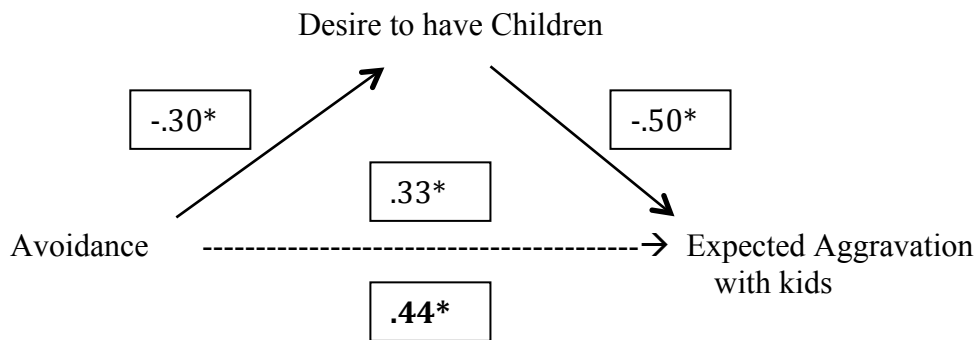 Desire to have Children
-.30*
-.50*
.33*
Avoidance
Expected Aggravation
with kids
.44*